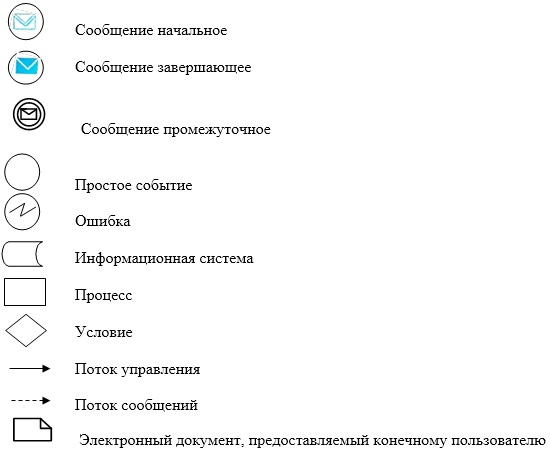 Сообщение начальное
Сообщение завершающее
Сообщение промежуточное
Простое событие
Ошибка
Информационная система
Процесс
Условие
Поток управления
Поток сообщений
Электронный документ, предоставляемый конечному пользователю